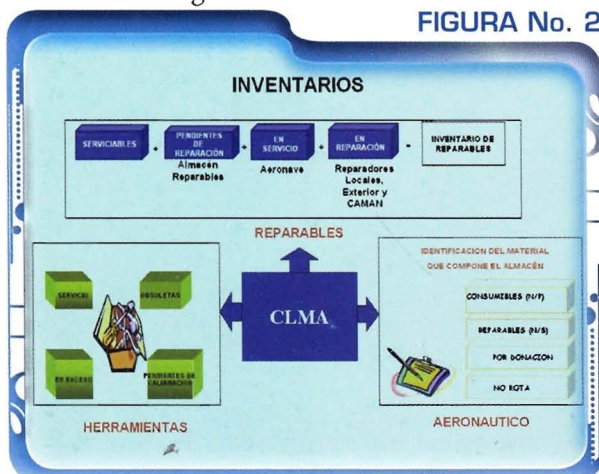 FIGURA No. 2
INVENTARIOS
SERVICIABLES + PENDIENTES DE REPARACIÓN + EN SERVICIO + EN REPARACIÓN = INVENTARIO DE REPARABLES
Almacén Reparables
Aeronave
Reparadores Locales, Exterior y CAMAN
REPARABLES
CLMA
SERVICIO
OBSOLETAS
EN EXCESO
PENDIENTES DE CALIBRACION
HERRAMIENTAS
IDENTIFICACION DEL MATERIAL
QUE COMPONE EL ALMACÉN
CONSUMIBLES (N/P)
REPARABLES (N/S)
POR DONACION
NO ROTA
AERONAUTICO